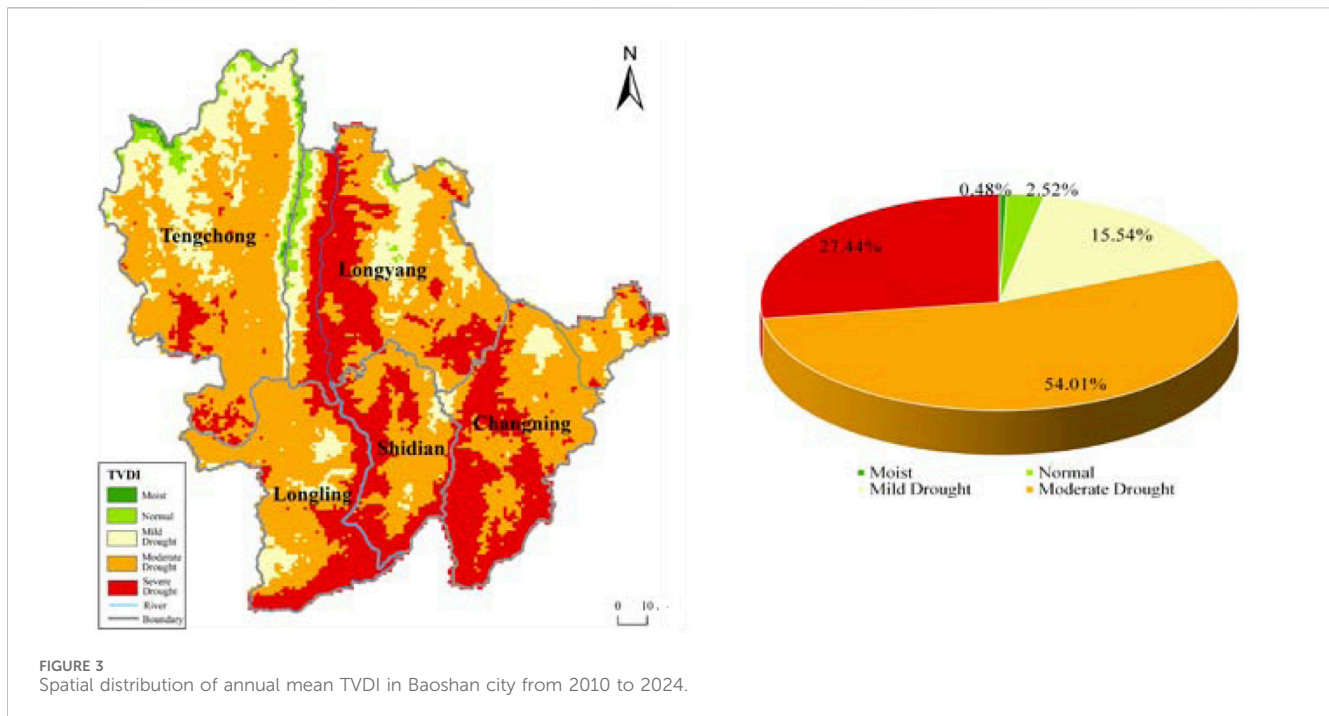 N
Tengchong
Longyang
Changning
Shidian
Longling
TVDI
Moist
Normal
Mild
Drought
Moderate
Drought
Severe
Drought
River
Boundary
0 10
0.48%
2.52%
15.54%
27.44%
54.01%
Moist
Normal
Mild Drought
Moderate Drought
FIGURE 3
Spatial distribution of annual mean TVDI in Baoshan city from 2010 to 2024.